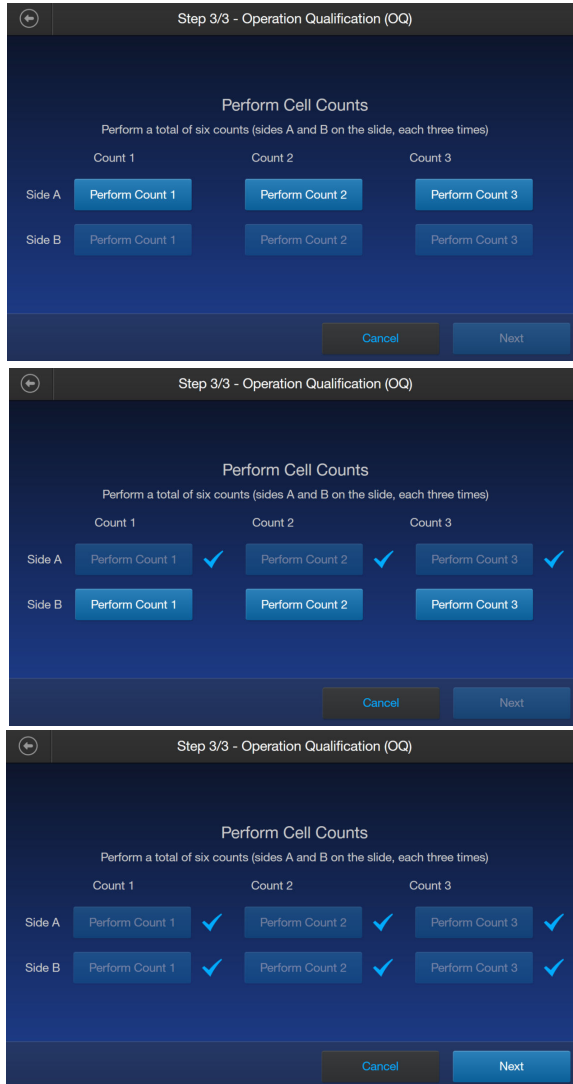 Step 3/3 - Operation Qualification (OQ)
Perform Cell Counts
Perform a total of six counts (sides A and B on the slide, each three times)
Count 1 Count 2 Count 3
Side A Perform Count 1 Perform Count 2 Perform Count 3
Side B Perform Count 1 Perform Count 2 Perform Count 3
Cancel Next
Step 3/3 - Operation Qualification (OQ)
Perform Cell Counts
Perform a total of six counts (sides A and B on the slide, each three times)
Count 1 Count 2 Count 3
Side A Perform Count 1 Perform Count 2 Perform Count 3
Side B Perform Count 1 Perform Count 2 Perform Count 3
Cancel Next
Step 3/3 - Operation Qualification (OQ)
Perform Cell Counts
Perform a total of six counts (sides A and B on the slide, each three times)
Count 1 Count 2 Count 3
Side A Perform Count 1 Perform Count 2 Perform Count 3
Side B Perform Count 1 Perform Count 2 Perform Count 3
Cancel Next